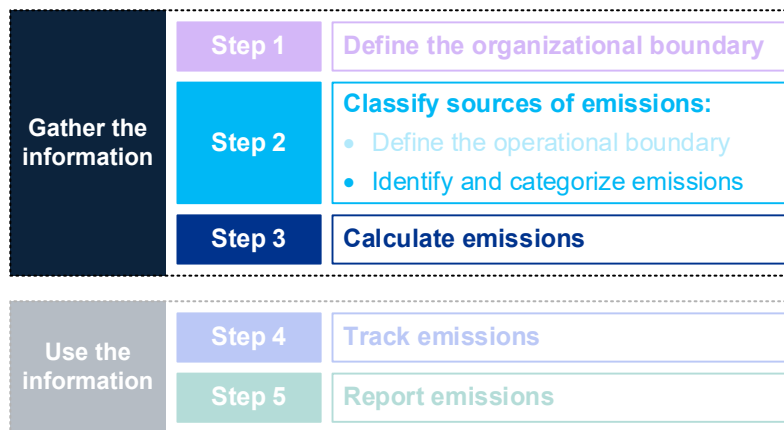 Gather the
information
Step 1
Define the organizational boundary
Step 2
Classify sources of emissions:
• Define the operational boundary
• Identify and categorize emissions
Step 3
Calculate emissions
Use the
information
Step 4
Track emissions
Step 5
Report emissions